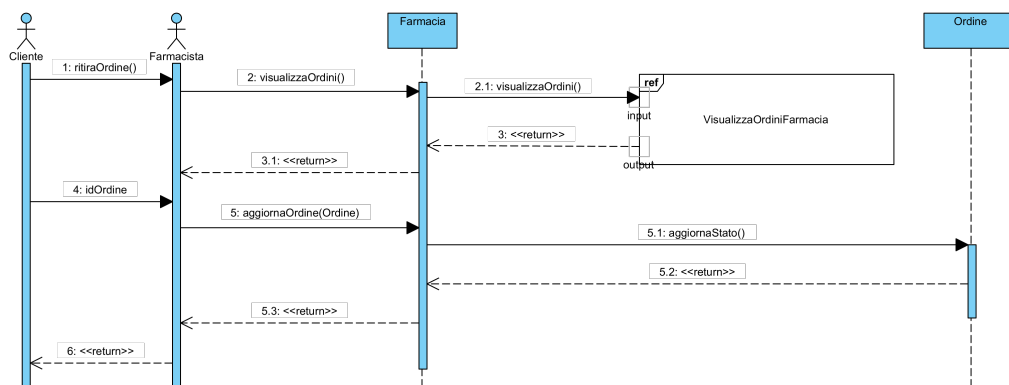 Farmacia
Ordine
Cliente
Farmacista
1: ritiraOrdine()
2: visualizzaOrdini()
2.1: visualizzaOrdini()
ref
input
VisualizzaOrdiniFarmacia
3: <<return>>
output
3.1: <<return>>
4: idOrdine
5: aggiornaOrdine(Ordine)
5.1: aggiornaStato()
5.2: <<return>>
5.3: <<return>>
6: <<return>>